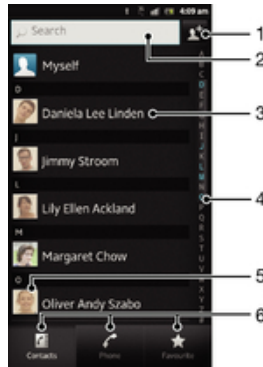 4:09 am
Search
1
2
Myself
D
Daniela Lee Linden
3
J
Jimmy Stroom
L
4
Lily Ellen Ackland
M
Margaret Chow
O
5
Oliver Andy Szabo
6
Contacts
Phone
Favourite